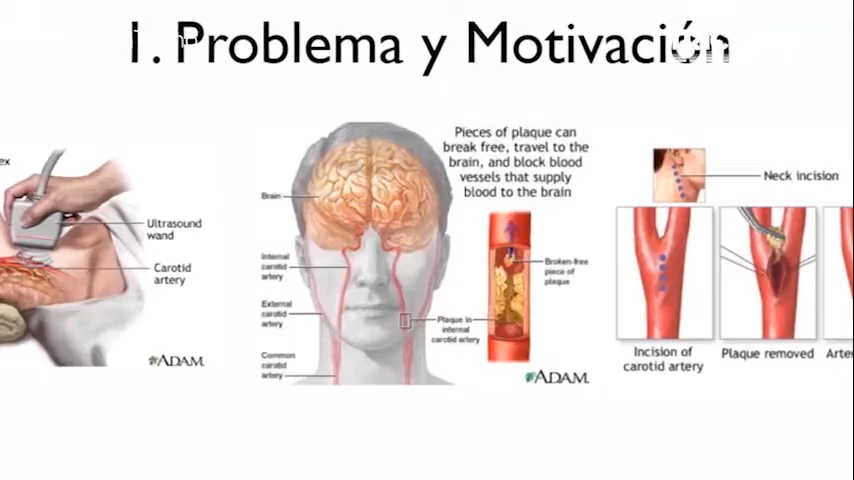 1. Problema y Motivación
ex
Ultrasound
wand
Carotid
artery
ADAM
Pieces of plaque can
break free, travel to the
brain, and block blood
vessels that supply
blood to the brain
Brain
Internal
carotid
artery
External
carotid
artery
Common
carotid
artery
Broken-free
piece of
plaque
Plaque in
internal
carotid artery
ADAM.
Neck incision
Incision of
carotid artery
Plaque removed
Arte